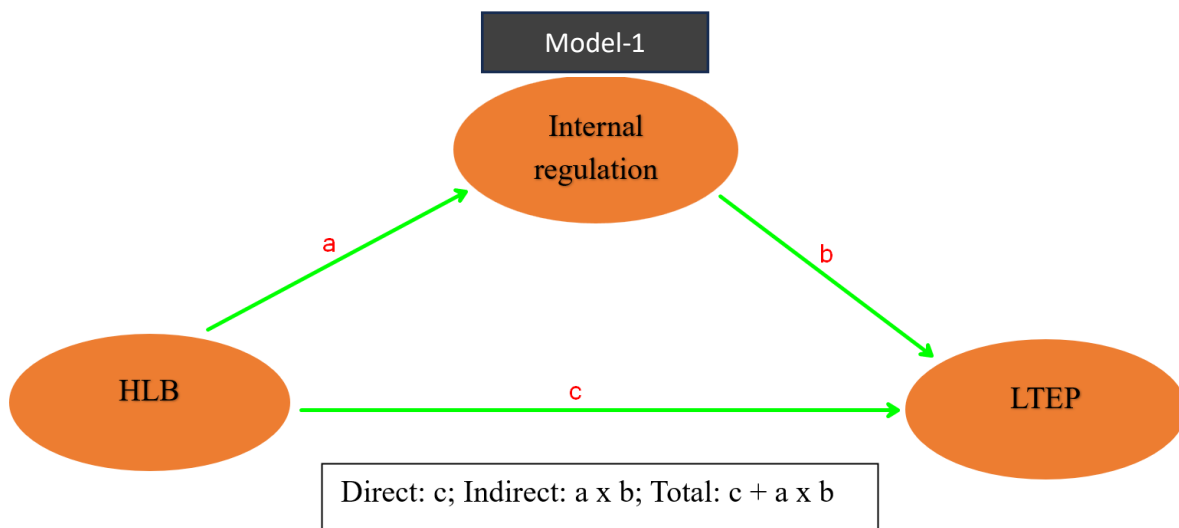 Model-1
Internal
regulation
a
b
HLB
c
LTEP
Direct: c; Indirect: a x b; Total: c + a x b